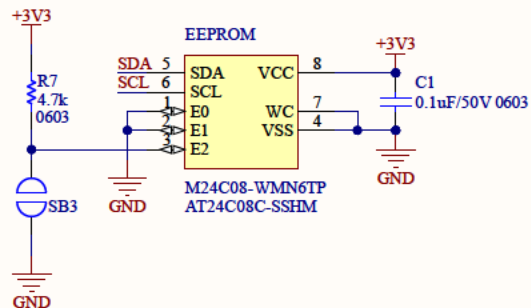 +3V3
EEPROM
+3V3
R7
4.7k
0603
SDA 5 SDA
SCL 6 SCL
1 E0
2 E1
3 E2
VCC 8
WC 7
VSS 4
C1
0.1uF/50V 0603
GND
SB3
GND
GND
M24C08-WMN6TP
AT24C08C-SSHM
GND